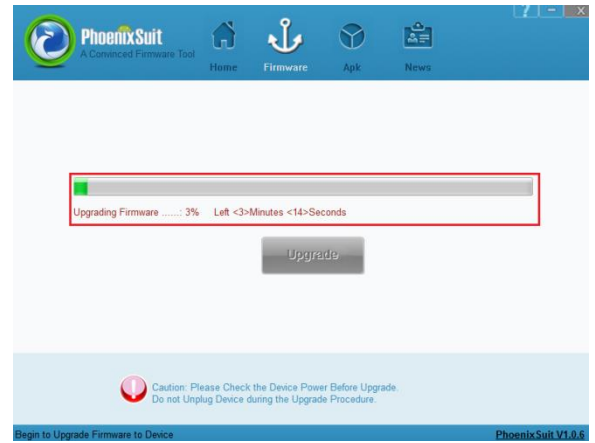 ? - X
PhoenixSuit
A Convinced Firmware Tool
Home Firmware Apk News
Upgrading Firmware ......: 3% Left <3>Minutes <14>Seconds
Upgrade
Caution: Please Check the Device Power Before Upgrade.
Do not Unplug Device during the Upgrade Procedure.
Begin to Upgrade Firmware to Device PhoenixSuit V1.0.6